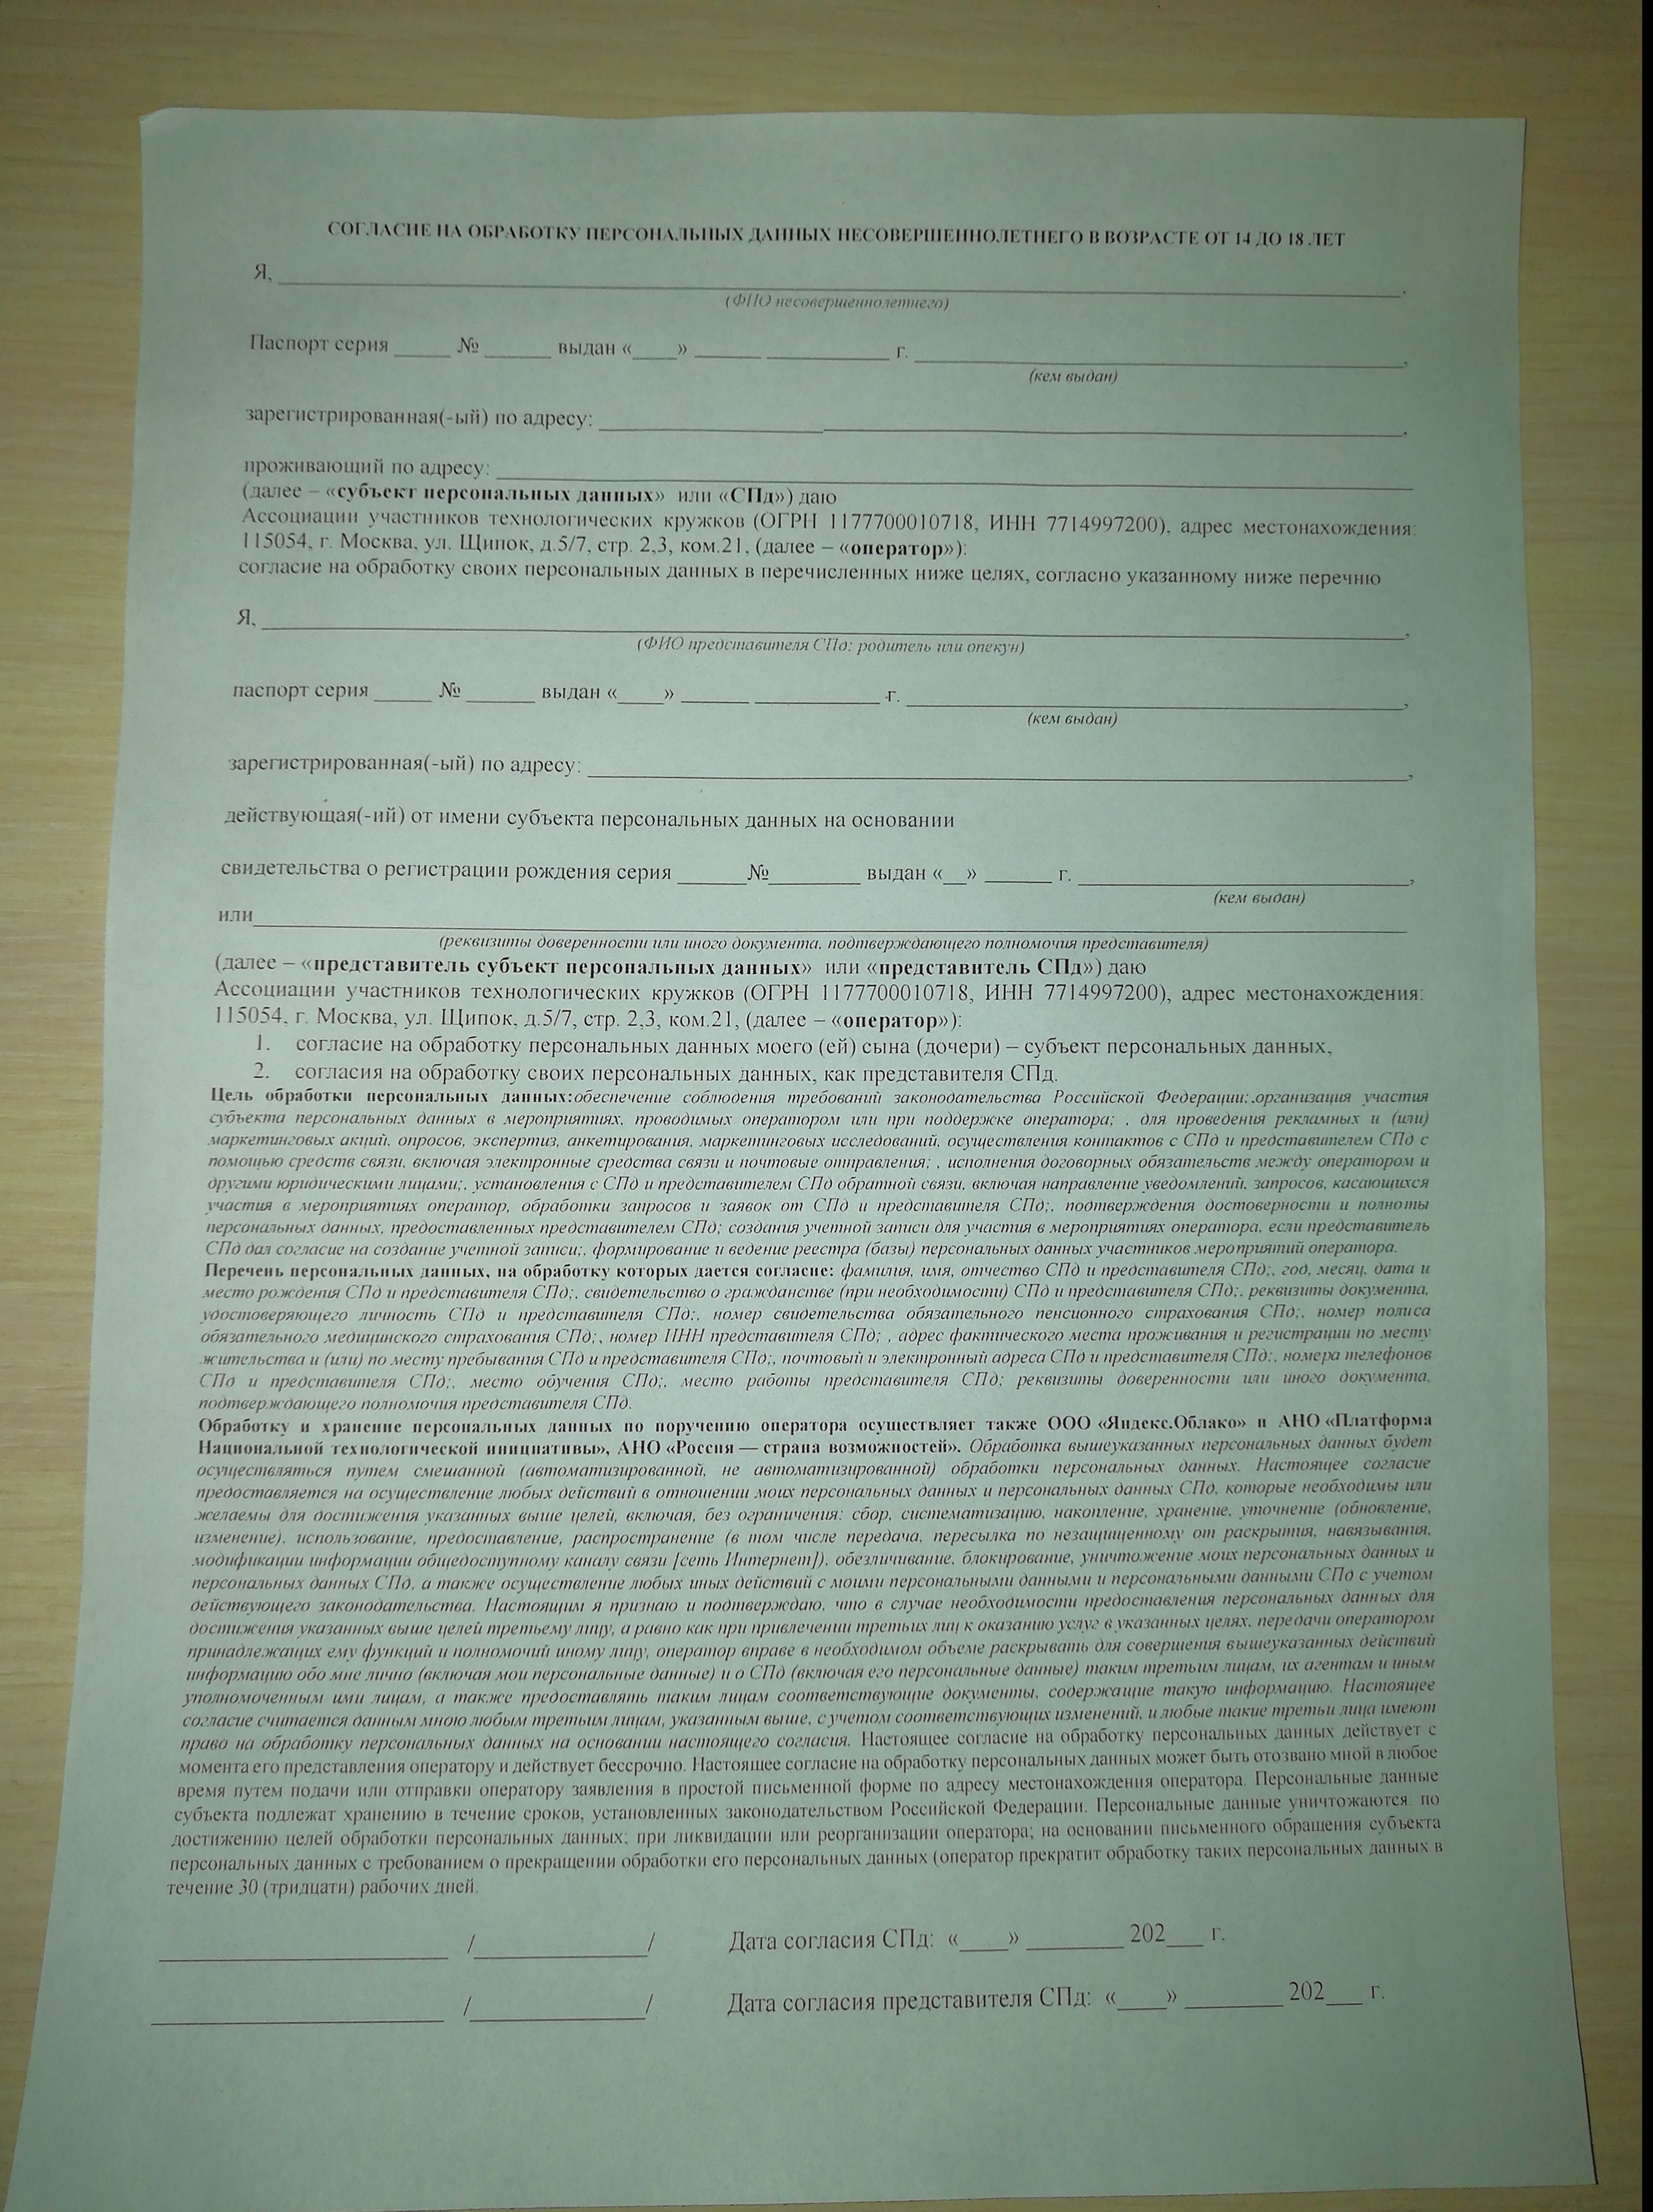 СОГЛАСИЕ НА ОБРАБОТКУ ПЕРСОНАЛЬНЫХ ДАННЫХ НЕСОВЕРШЕННОЛЕТНЕГО В ВОЗРАСТЕ ОТ 14 ДО 18 ЛЕТ
Я, ____________________,
(ФИО несовершеннолетнего)
Паспорт серия _____ № ______ выдан «____» ______ ___________ г. ____________________,
(кем выдан)
зарегистрированная(-ый) по адресу: ____________________,
проживающий по адресу: ____________________
(далее – «субъект персональных данных» или «СПд») даю
Ассоциации участников технологических кружков (ОГРН 1177700010718, ИНН 7714997200), адрес местонахождения:
115054, г. Москва, ул. Щипок, д.5/7, стр. 2,3, ком.21, (далее – «оператор»):
согласие на обработку своих персональных данных в перечисленных ниже целях, согласно указанному ниже перечню
Я, ____________________,
(ФИО представителя СПд: родитель или опекун)
паспорт серия _____ № ______ выдан «____» ______ ___________ г. ____________________,
(кем выдан)
зарегистрированная(-ый) по адресу: ____________________,
действующая(-ий) от имени субъекта персональных данных на основании
свидетельства о регистрации рождения серия ______№________ выдан «__» ______ г. ____________________,
(кем выдан)
или____________________
(реквизиты доверенности или иного документа, подтверждающего полномочия представителя)
(далее – «представитель субъект персональных данных» или «представитель СПд») даю
Ассоциации участников технологических кружков (ОГРН 1177700010718, ИНН 7714997200), адрес местонахождения:
115054, г. Москва, ул. Щипок, д.5/7, стр. 2,3, ком.21, (далее – «оператор»):
1. согласие на обработку персональных данных моего (ей) сына (дочери) – субъект персональных данных,
2. согласия на обработку своих персональных данных, как представителя СПд.
Цель обработки персональных данных:обеспечение соблюдения требований законодательства Российской Федерации;.организация участия
субъекта персональных данных в мероприятиях, проводимых оператором или при поддержке оператора; , для проведения рекламных и (или)
маркетинговых акций, опросов, экспертиз, анкетирования, маркетинговых исследований, осуществления контактов с СПд и представителем СПд с
помощью средств связи, включая электронные средства связи и почтовые отправления; , исполнения договорных обязательств между оператором и
другими юридическими лицами;, установления с СПд и представителем СПд обратной связи, включая направление уведомлений, запросов, касающихся
участия в мероприятиях оператор, обработки запросов и заявок от СПд и представителя СПд;, подтверждения достоверности и полноты
персональных данных, предоставленных представителем СПд; создания учетной записи для участия в мероприятиях оператора, если представитель
СПд дал согласие на создание учетной записи;, формирование и ведение реестра (базы) персональных данных участников мероприятий оператора.
Перечень персональных данных, на обработку которых дается согласие: фамилия, имя, отчество СПд и представителя СПд;, год, месяц, дата и
место рождения СПд и представителя СПд;, свидетельство о гражданстве (при необходимости) СПд и представителя СПд;, реквизиты документа,
удостоверяющего личность СПд и представителя СПд;, номер свидетельства обязательного пенсионного страхования СПд;, номер полиса
обязательного медицинского страхования СПд;, номер ИНН представителя СПд; , адрес фактического места проживания и регистрации по месту
жительства и (или) по месту пребывания СПд и представителя СПд;, почтовый и электронный адреса СПд и представителя СПд;, номера телефонов
СПд и представителя СПд;, место обучения СПд;, место работы представителя СПд; реквизиты доверенности или иного документа,
подтверждающего полномочия представителя СПд.
Обработку и хранение персональных данных по поручению оператора осуществляет также ООО «Яндекс.Облако» и АНО «Платформа
Национальной технологической инициативы», АНО «Россия — страна возможностей». Обработка вышеуказанных персональных данных будет
осуществляться путем смешанной (автоматизированной, не автоматизированной) обработки персональных данных. Настоящее согласие
предоставляется на осуществление любых действий в отношении моих персональных данных и персональных данных СПд, которые необходимы или
желаемы для достижения указанных выше целей, включая, без ограничения: сбор, систематизацию, накопление, хранение, уточнение (обновление,
изменение), использование, предоставление, распространение (в том числе передача, пересылка по незащищенному от раскрытия, навязывания,
модификации информации общедоступному каналу связи [сеть Интернет]), обезличивание, блокирование, уничтожение моих персональных данных и
персональных данных СПд, а также осуществление любых иных действий с моими персональными данными и персональными данными СПд с учетом
действующего законодательства. Настоящим я признаю и подтверждаю, что в случае необходимости предоставления персональных данных для
достижения указанных выше целей третьему лицу, а равно как при привлечении третьих лиц к оказанию услуг в указанных целях, передачи оператором
принадлежащих ему функций и полномочий иному лицу, оператор вправе в необходимом объеме раскрывать для совершения вышеуказанных действий
информацию обо мне лично (включая мои персональные данные) и о СПд (включая его персональные данные) таким третьим лицам, их агентам и иным
уполномоченным ими лицам, а также предоставлять таким лицам соответствующие документы, содержащие такую информацию. Настоящее
согласие считается данным мною любым третьим лицам, указанным выше, с учетом соответствующих изменений, и любые такие третьи лица имеют
право на обработку персональных данных на основании настоящего согласия. Настоящее согласие на обработку персональных данных действует с
момента его представления оператору и действует бессрочно. Настоящее согласие на обработку персональных данных может быть отозвано мной в любое
время путем подачи или отправки оператору заявления в простой письменной форме по адресу местонахождения оператора. Персональные данные
субъекта подлежат хранению в течение сроков, установленных законодательством Российской Федерации. Персональные данные уничтожаются: по
достижению целей обработки персональных данных; при ликвидации или реорганизации оператора; на основании письменного обращения субъекта
персональных данных с требованием о прекращении обработки его персональных данных (оператор прекратит обработку таких персональных данных в
течение 30 (тридцати) рабочих дней.
____________________ /____________/ Дата согласия СПд: «____» ________ 202___ г.
____________________ /____________/ Дата согласия представителя СПд: «____» ________ 202___ г.